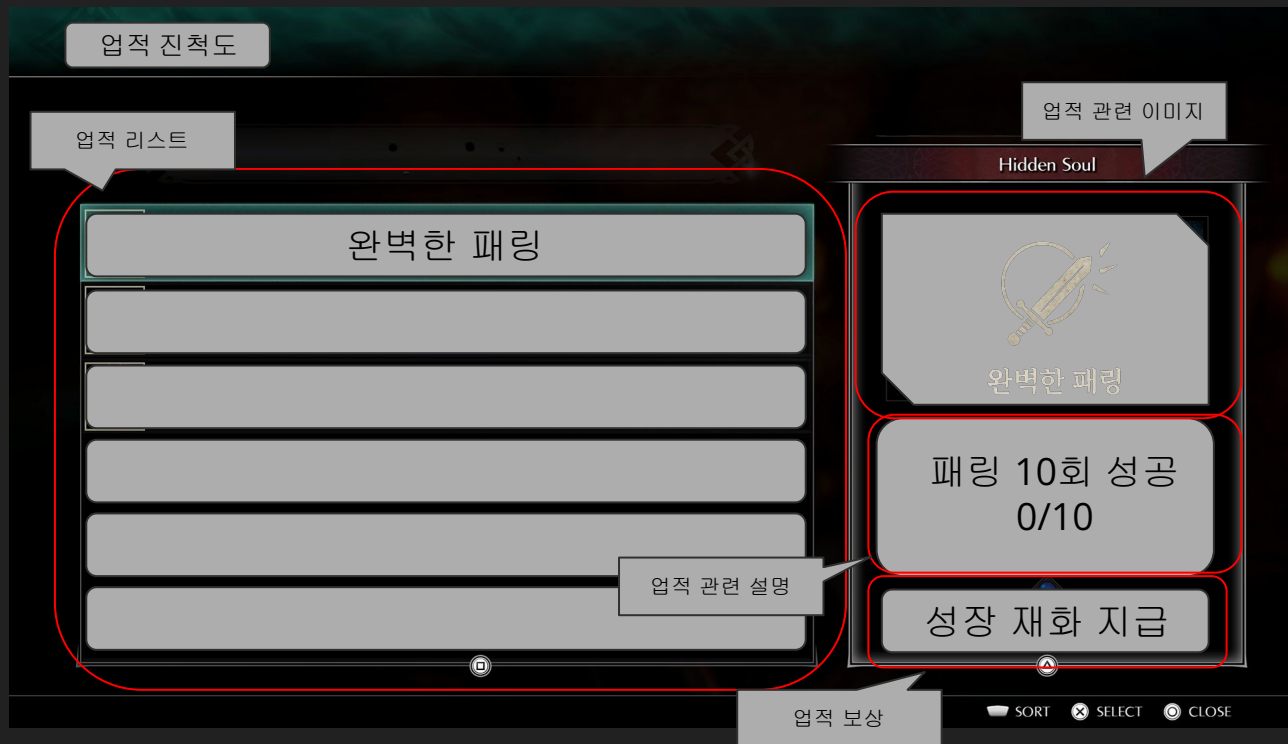 업적 진척도
업적 관련 이미지
업적 리스트
Hidden Soul
완벽한 패링
완벽한 패링
패링 10회 성공
0/10
업적 관련 설명
성장 재화 지급
업적 보상
SORT
SELECT
CLOSE